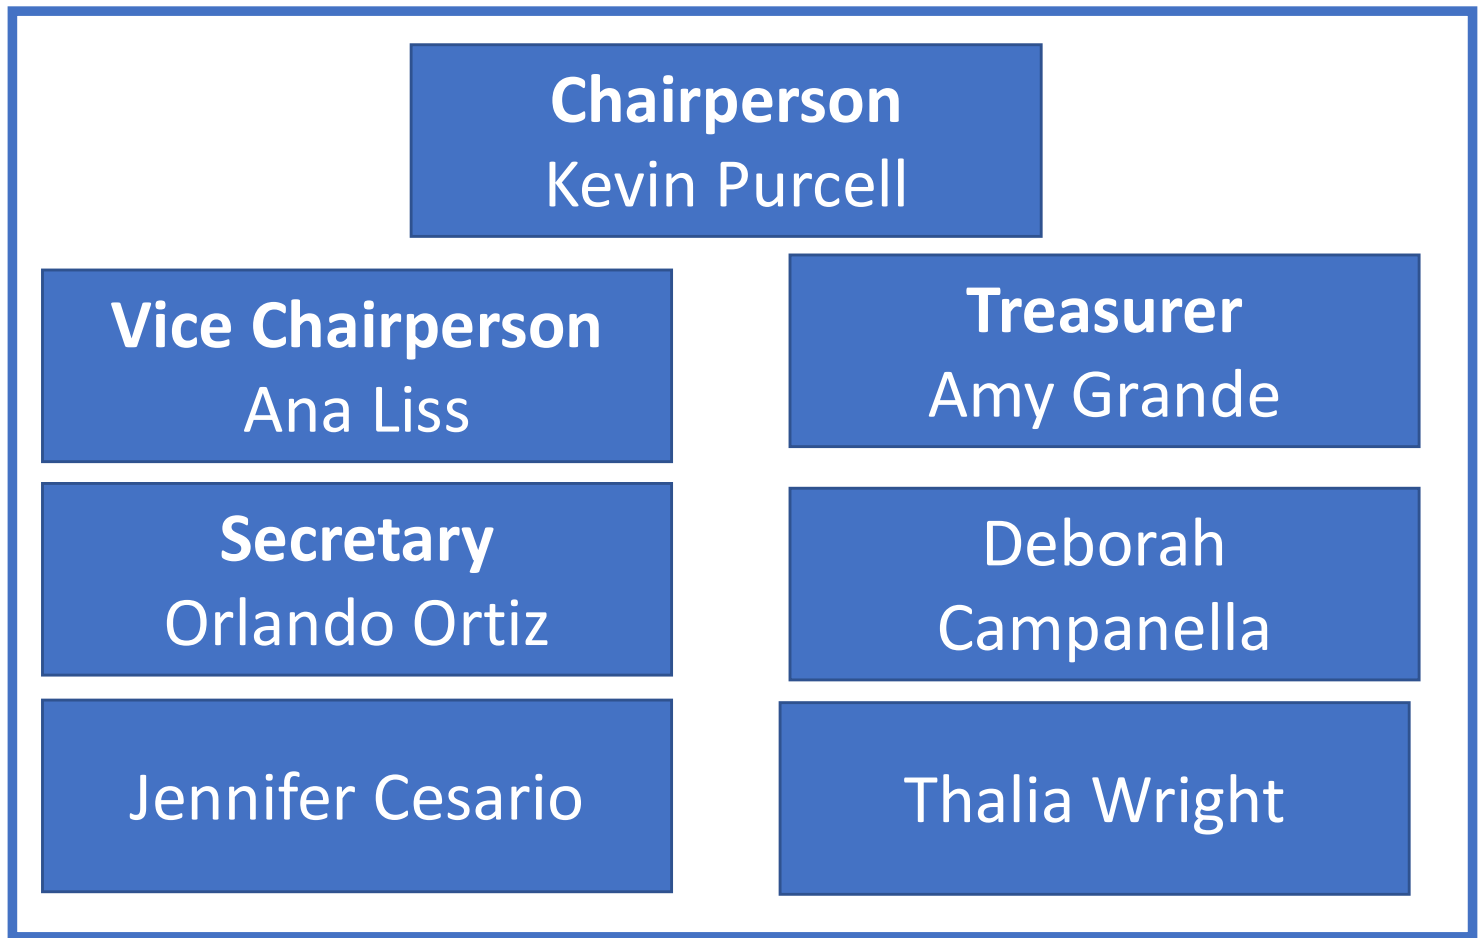 Chairperson
Kevin Purcell
Vice Chairperson
Ana Liss
Treasurer
Amy Grande
Secretary
Orlando Ortiz
Deborah
Campanella
Jennifer Cesario
Thalia Wright